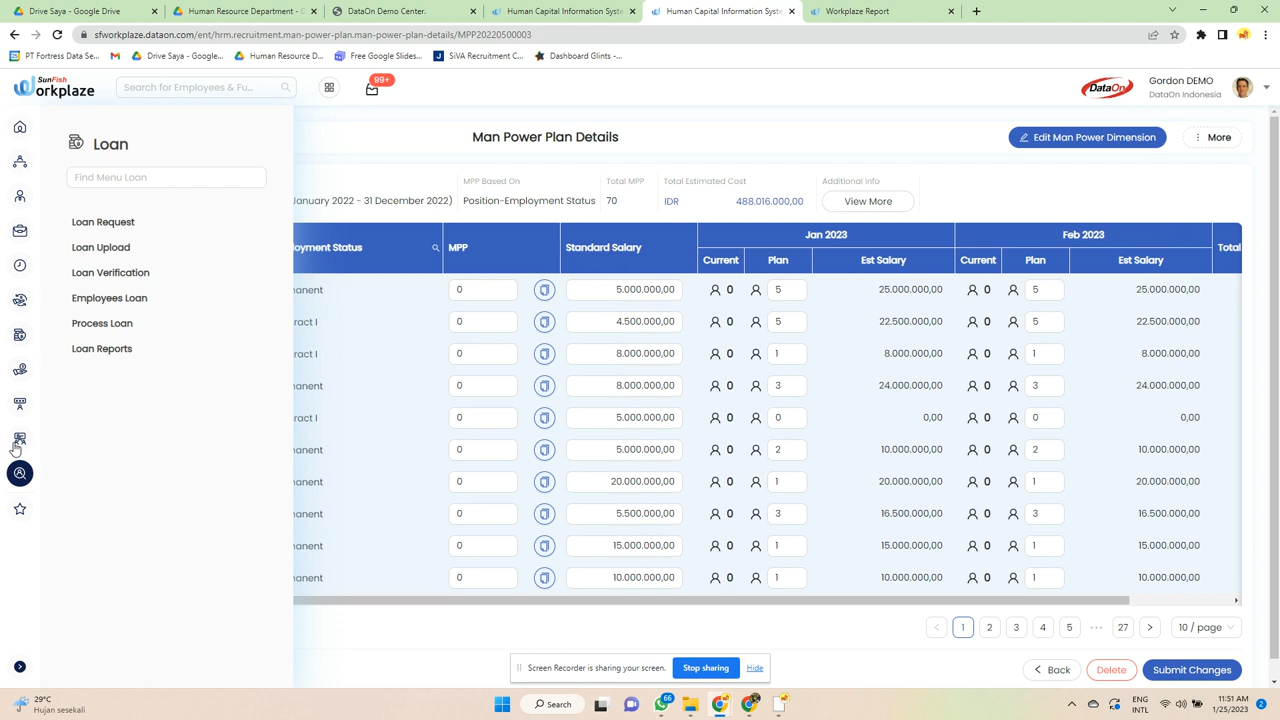 Drive Saya - Google Drive
Human Resource Department - G
DataOn Demo Center.
Human Capital Information Syste
Human Capital Information Syste
Workplaze Report
sfworkplaze.dataon.com/ent/hrm.recruitment.man-power-plan.man-power-plan-details/MPP20220500003
PT Fortress Data Se...
Drive Saya - Google...
Human Resource D...
Free Google Slides...
SiVA Recruitment C...
Dashboard Glints –...
SunFish
workplaze
Search for Employees & Fu...
99+
DataOn
Gordon DEMO
DataOn Indonesia
Loan
Find Menu Loan
Loan Request
Loan Upload
Loan Verification
Employees Loan
Process Loan
Loan Reports
Man Power Plan Details
Edit Man Power Dimension
More
January 2022 - 31 December 2022)
MPP Based On
Position-Employment Status
Total MPP
70
Total Estimated Cost
IDR 488.016.000,00
Additional Info
View More
loyment Status MPP Standard Salary Jan 2023 Feb 2023 Total
Current Plan Est Salary Current Plan Est Salary
nanent 0 5.000.000,00 0 5 25.000.000,00 0 5 25.000.000,00
ract I 0 4.500.000,00 0 5 22.500.000,00 0 5 22.500.000,00
ract I 0 8.000.000,00 0 1 8.000.000,00 0 1 8.000.000,00
nanent 0 8.000.000,00 0 3 24.000.000,00 0 3 24.000.000,00
ract I 0 5.000.000,00 0 0 0,00 0 0 0,00
nanent 0 5.000.000,00 0 2 10.000.000,00 0 2 10.000.000,00
nanent 0 20.000.000,00 0 1 20.000.000,00 0 1 20.000.000,00
nanent 0 5.500.000,00 0 3 16.500.000,00 0 3 16.500.000,00
nanent 0 15.000.000,00 0 1 15.000.000,00 0 1 15.000.000,00
nanent 0 10.000.000,00 0 1 10.000.000,00 0 1 10.000.000,00
1 2 3 4 5 ••• 27 10 / page
Screen Recorder is sharing your screen. Stop sharing Hide
Back Delete Submit Changes
29°C
Hujan sesekali
Search
66
ENG
INTL
11:51 AM
1/25/2023
2